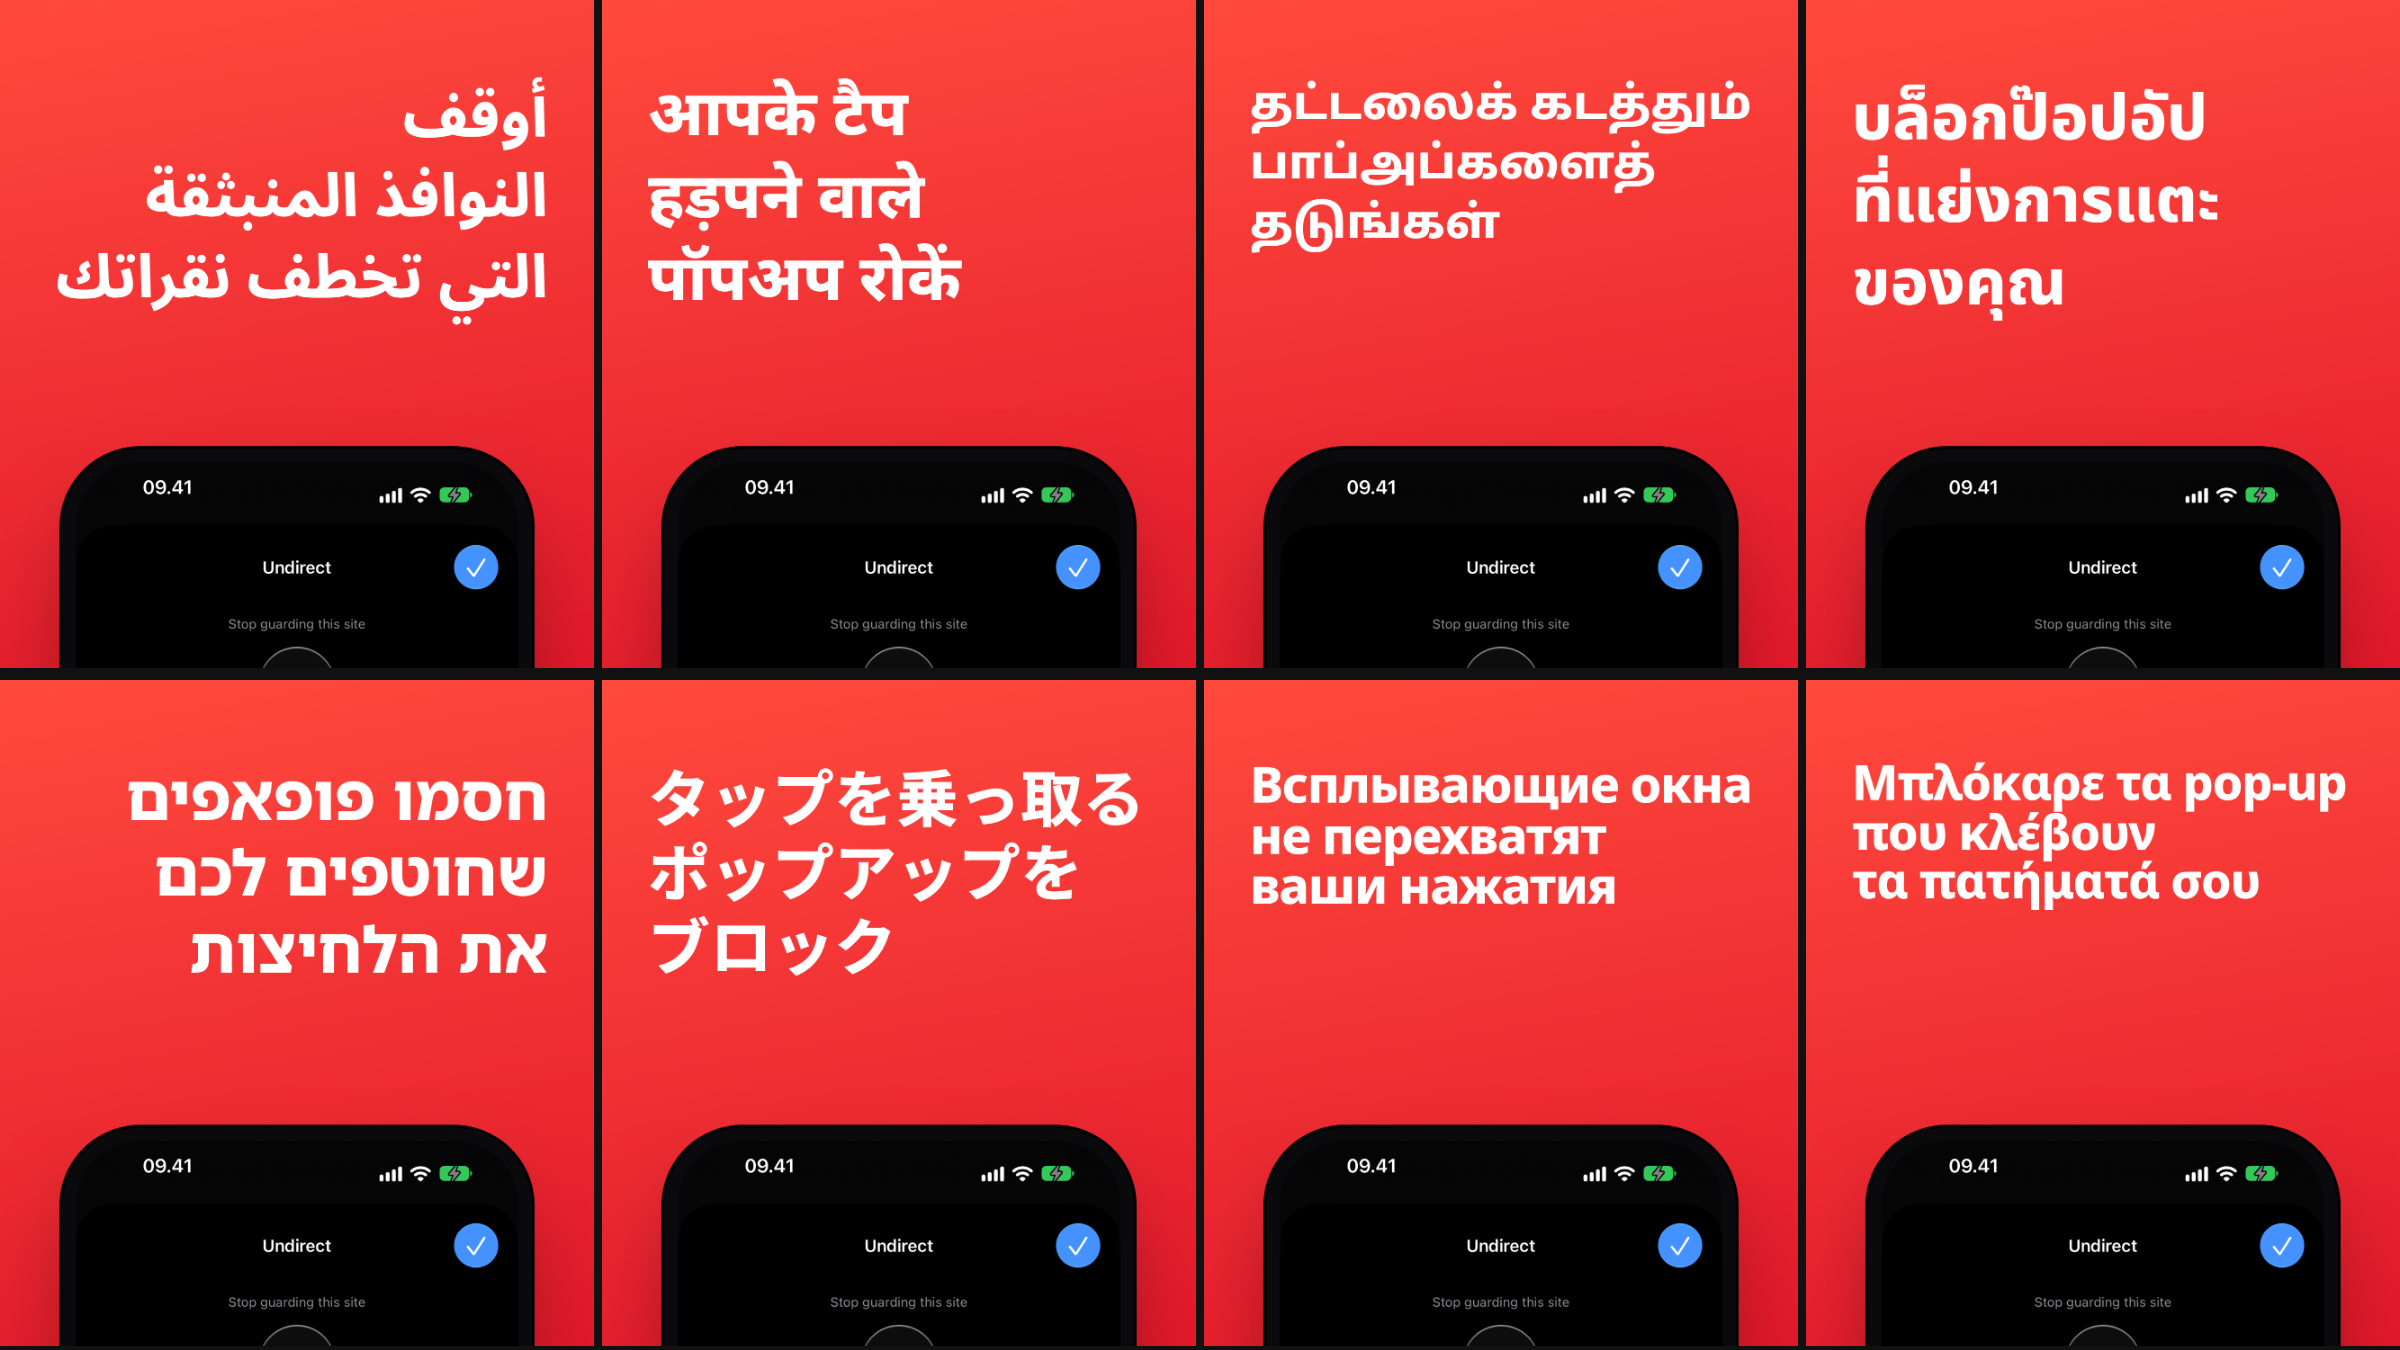 أوقف
النوافذ المنبثقة
التي تخطف نقراتك
09.41
Undirect
Stop guarding this site
आपके टैप
हड़पने वाले
पॉपअप रोकें
09.41
Undirect
Stop guarding this site
தட்டலைக் கடத்தும்
பாப்அப்களைத்
தடுங்கள்
09.41
Undirect
Stop guarding this site
บล็อกป๊อปอัป
ที่แย่งการแตะ
ของคุณ
09.41
Undirect
Stop guarding this site
חסמו פופאפים
שחוטפים לכם
את הלחיצות
09.41
Undirect
Stop guarding this site
タップを乗っ取る
ポップアップを
ブロック
09.41
Undirect
Stop guarding this site
Всплывающие окна
не перехватят
ваши нажатия
09.41
Undirect
Stop guarding this site
Μπλόκαρε τα pop-up
που κλέβουν
τα πατήματά σου
09.41
Undirect
Stop guarding this site